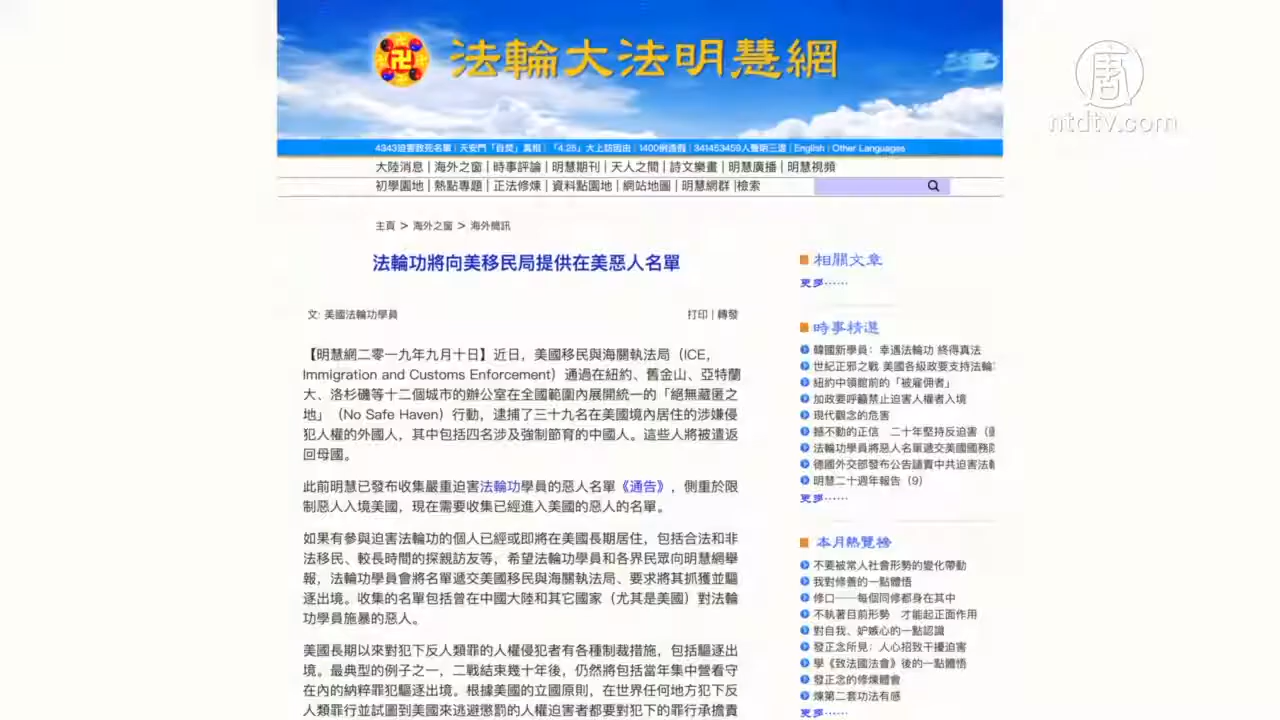 法輪大法明慧網
ntdtv.com
4343迫害致死名單 | 天安門「自焚」真相 | 「4.25」大上訪因由 | 1400例造假 | 341453459人聲明三退 | English | Other Languages
大陸消息 | 海外之窗 | 時事評論 | 明慧期刊 | 天人之間 | 詩文樂畫 | 明慧廣播 | 明慧視頻
初學園地 | 熱點專題 | 正法修煉 | 資料點園地 | 網站地圖 | 明慧網群 |檢索
主頁 > 海外之窗 > 海外簡訊
法輪功將向美移民局提供在美惡人名單
文: 美國法輪功學員
打印 | 轉發
【明慧網二零一九年九月十日】近日，美國移民與海關執法局（ICE,
Immigration and Customs Enforcement）通過在紐約、舊金山、亞特蘭
大、洛杉磯等十二個城市的辦公室在全國範圍內展開統一的「絕無藏匿之
地」（No Safe Haven）行動，逮捕了三十九名在美國境內居住的涉嫌侵
犯人權的外國人，其中包括四名涉及強制節育的中國人。這些人將被遣返
回母國。
此前明慧已發布收集嚴重迫害法輪功學員的惡人名單《通告》，側重於限
制惡人入境美國，現在需要收集已經進入美國的惡人的名單。
如果有參與迫害法輪功的個人已經或即將在美國長期居住，包括合法和非
法移民、較長時間的探親訪友等，希望法輪功學員和各界民眾向明慧網舉
報，法輪功學員會將名單遞交美國移民與海關執法局、要求將其抓獲並驅
逐出境。收集的名單包括曾在中國大陸和其它國家（尤其是美國）對法輪
功學員施暴的惡人。
美國長期以來對犯下反人類罪的人權侵犯者有各種制裁措施，包括驅逐出
境。最典型的例子之一，二戰結束幾十年後，仍然將包括當年集中營看守
在內的納粹罪犯驅逐出境。根據美國的立國原則，在世界任何地方犯下反
人類罪行並試圖到美國來逃避懲罰的人權迫害者都要對犯下的罪行承擔責
相關文章
更多……
時事精選
韓國新學員：幸遇法輪功 終得真法
世紀正邪之戰 美國各級政要支持法輪
紐約中領館前的「被雇佣者」
加政要呼籲禁止迫害人權者入境
現代觀念的危害
撼不動的正信　二十年堅持反迫害（
法輪功學員將惡人名單遞交美國國務院
德國外交部發布公告譴責中共迫害法輪
明慧二十週年報告（9）
更多……
本月熱覽榜
不要被常人社會形勢的變化帶動
我對修善的一點體悟
修口──每個同修都身在其中
不執著目前形勢　才能起正面作用
對自我、妒嫉心的一點認識
發正念所見：人心招致干擾迫害
學《致法國法會》後的一點體悟
發正念的修煉體會
煉第二套功法有感
更多……